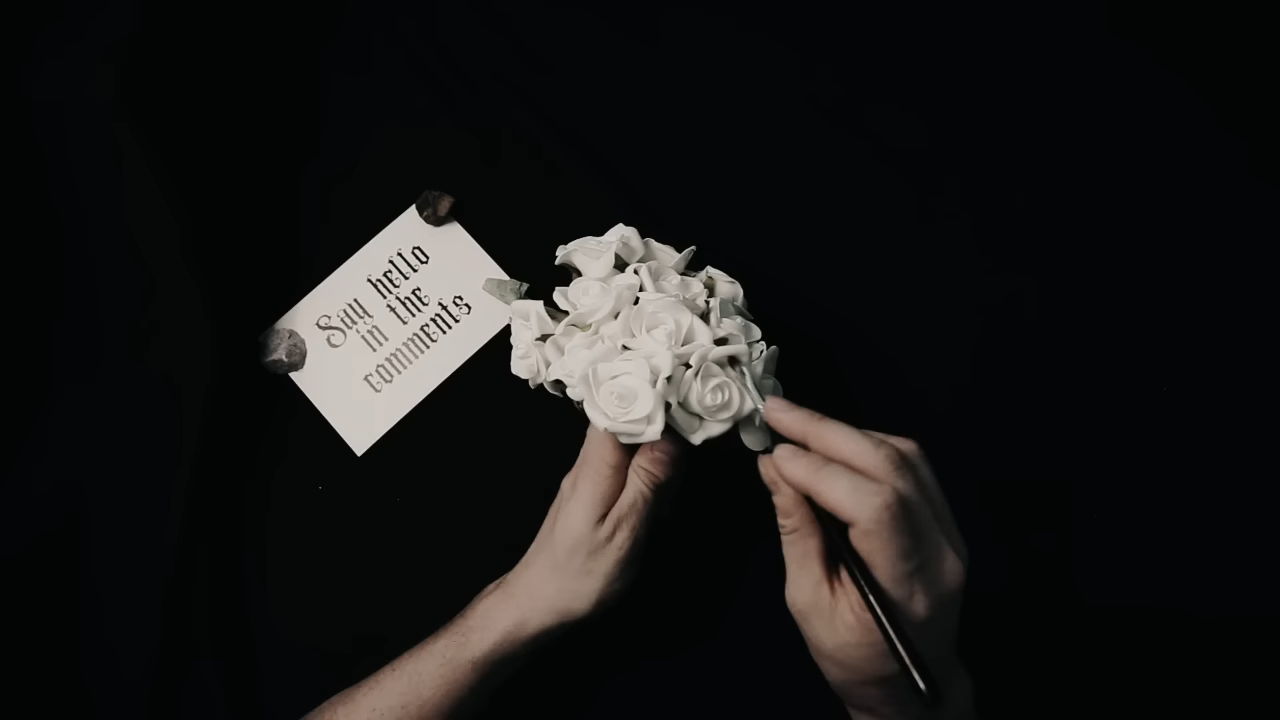 Say hello
in the
comments